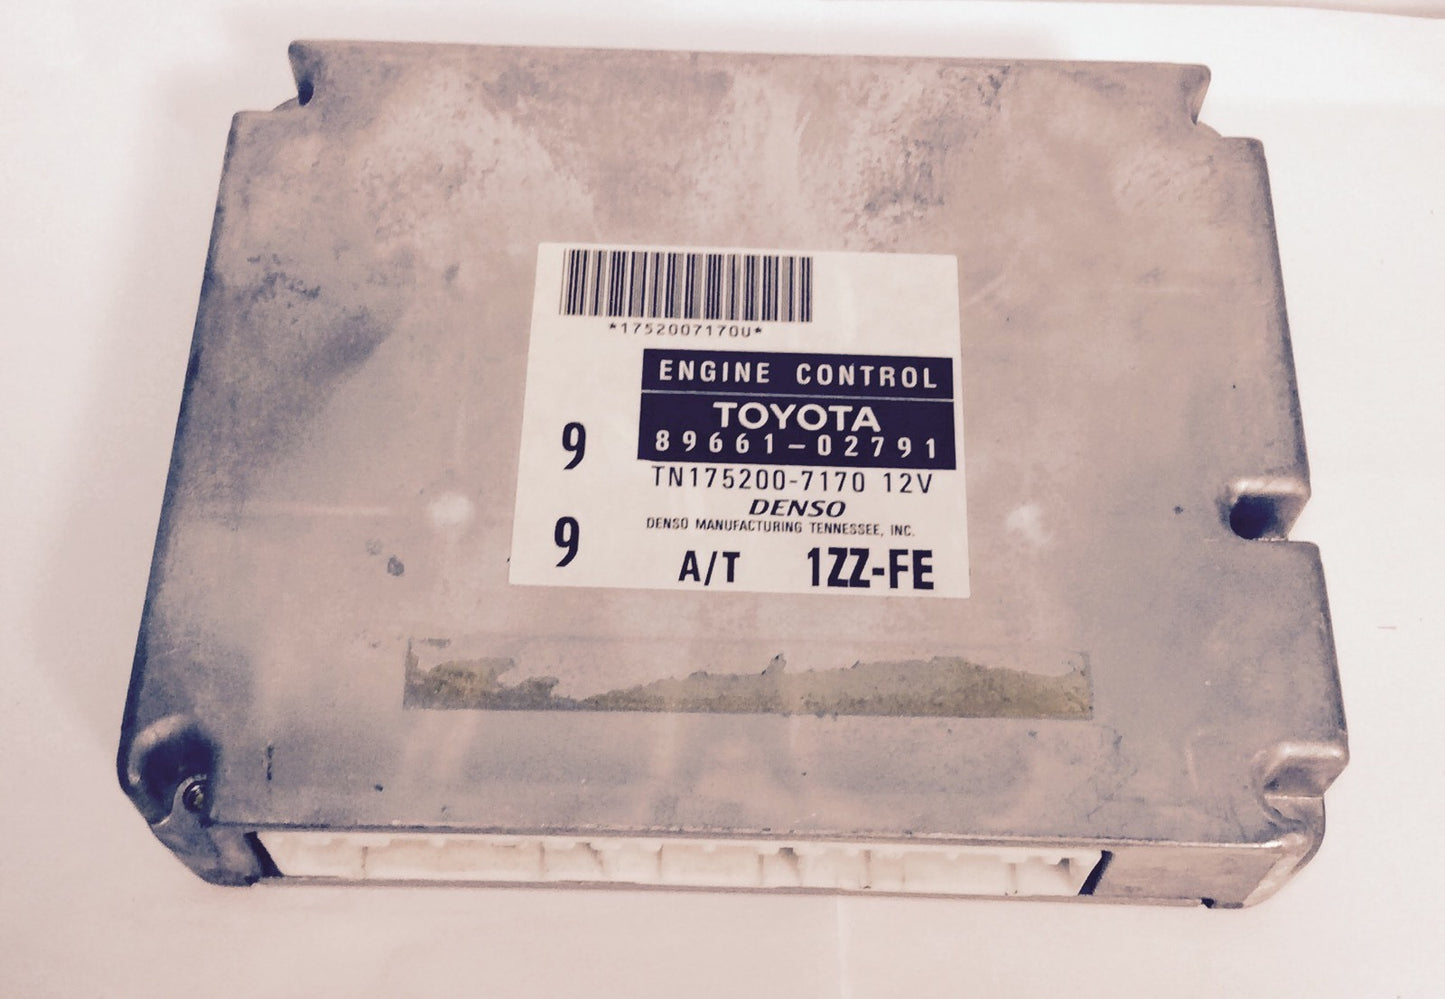 *1752007170U*
ENGINE CONTROL
TOYOTA
89661-02791
9
TN175200-7170 12V
DENSO
DENSO MANUFACTURING TENNESSEE, INC.
9
A/T 1ZZ-FE